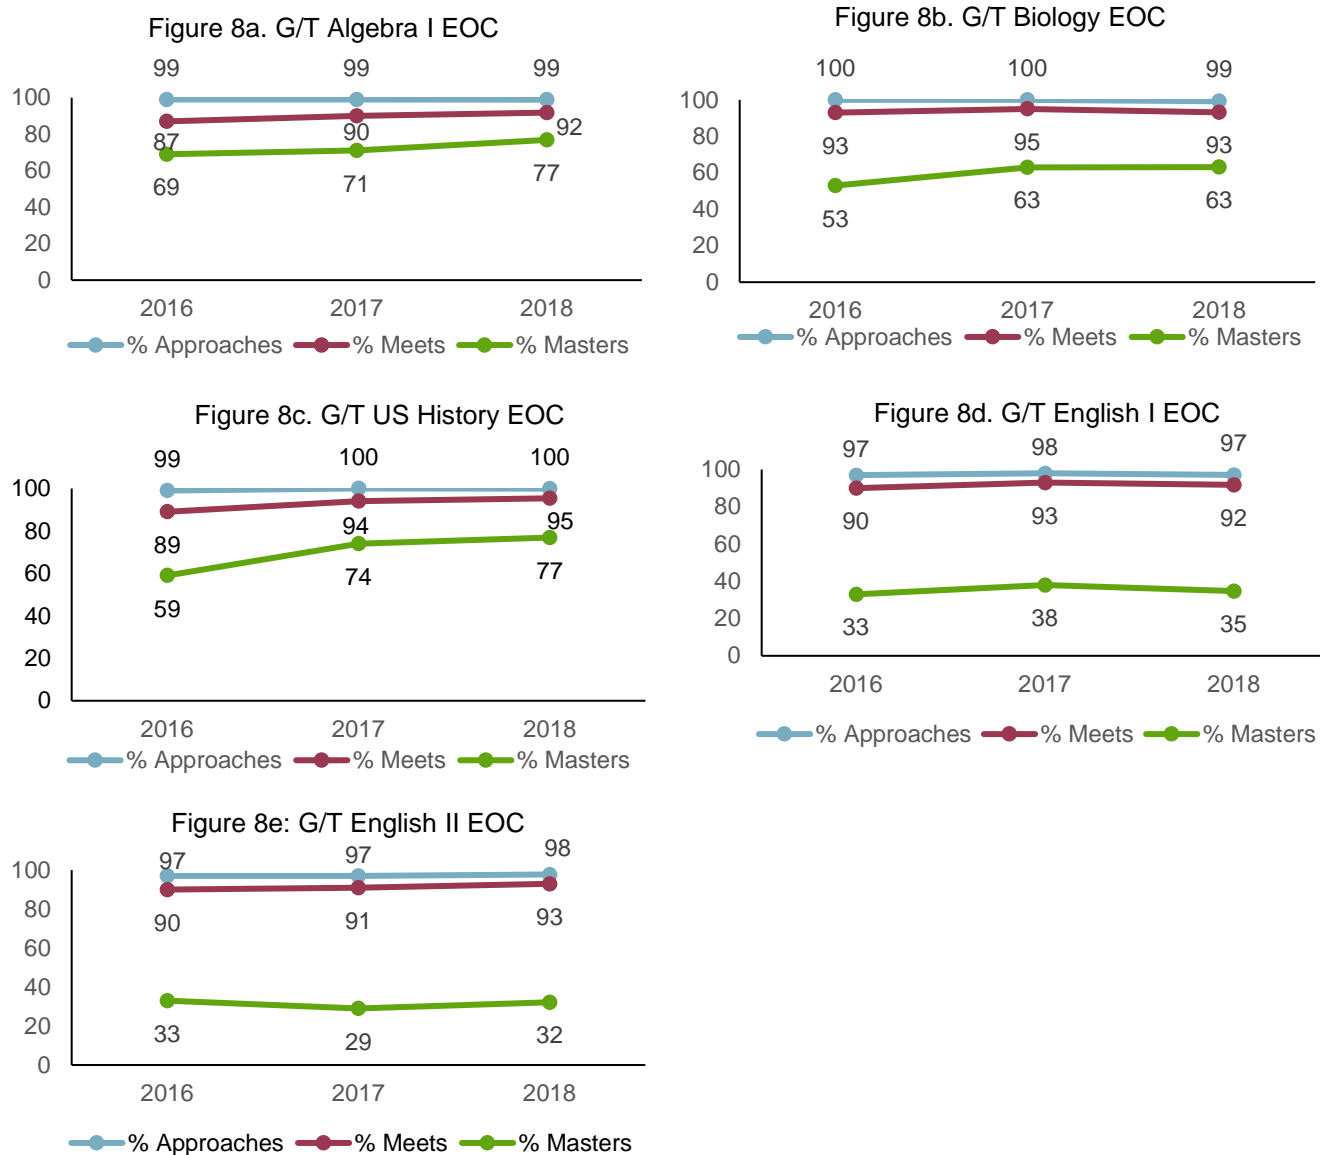 Figure 8a. G/T Algebra I EOC
99 99 99
100
80
60
40
20
0
87 90 92
69 71 77
2016 2017 2018
% Approaches % Meets % Masters
Figure 8b. G/T Biology EOC
100 100 99
100
80
60
40
20
0
93 95 93
53 63 63
2016 2017 2018
% Approaches % Meets % Masters
Figure 8c. G/T US History EOC
99 100 100
100
80
60
40
20
0
89 94 95
59 74 77
2016 2017 2018
% Approaches % Meets % Masters
Figure 8d. G/T English I EOC
97 98 97
100
80
60
40
20
0
90 93 92
33 38 35
2016 2017 2018
% Approaches % Meets % Masters
Figure 8e: G/T English II EOC
97 97 98
100
80
60
40
20
0
90 91 93
33 29 32
2016 2017 2018
% Approaches % Meets % Masters